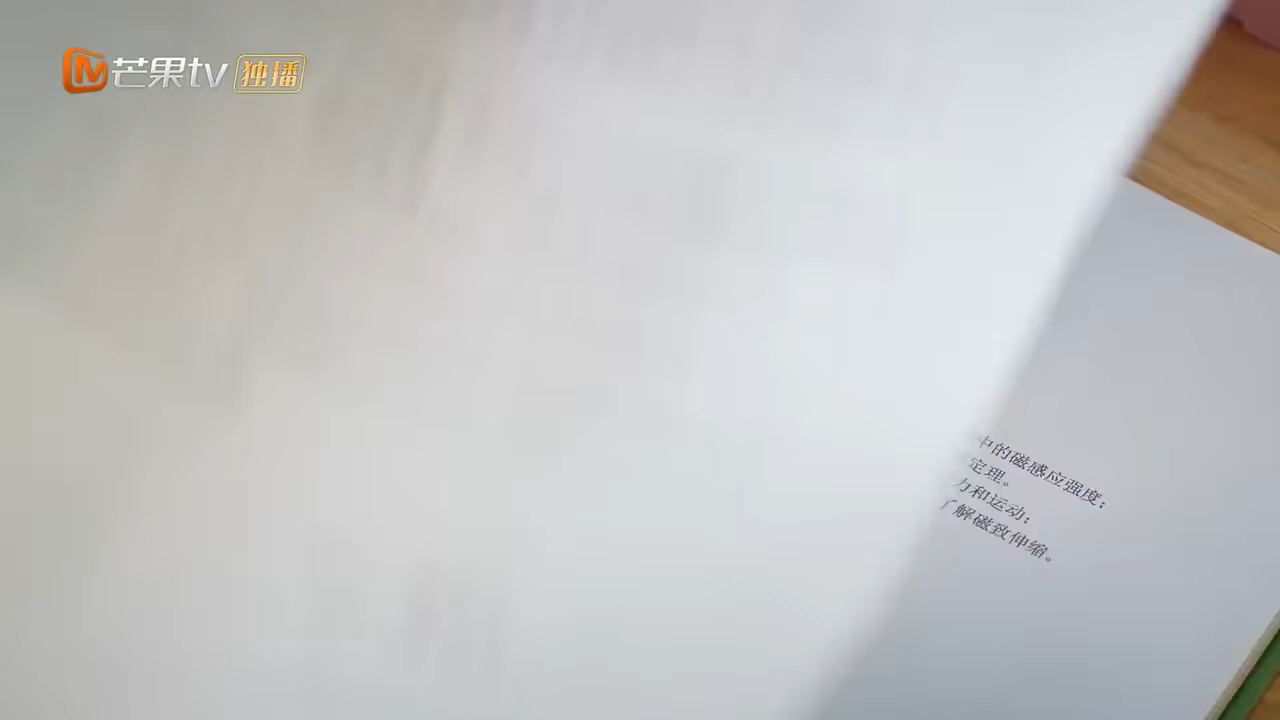 芒果tv 独播
中的磁感应强度；
定理。
力和运动；
了解磁致伸缩。